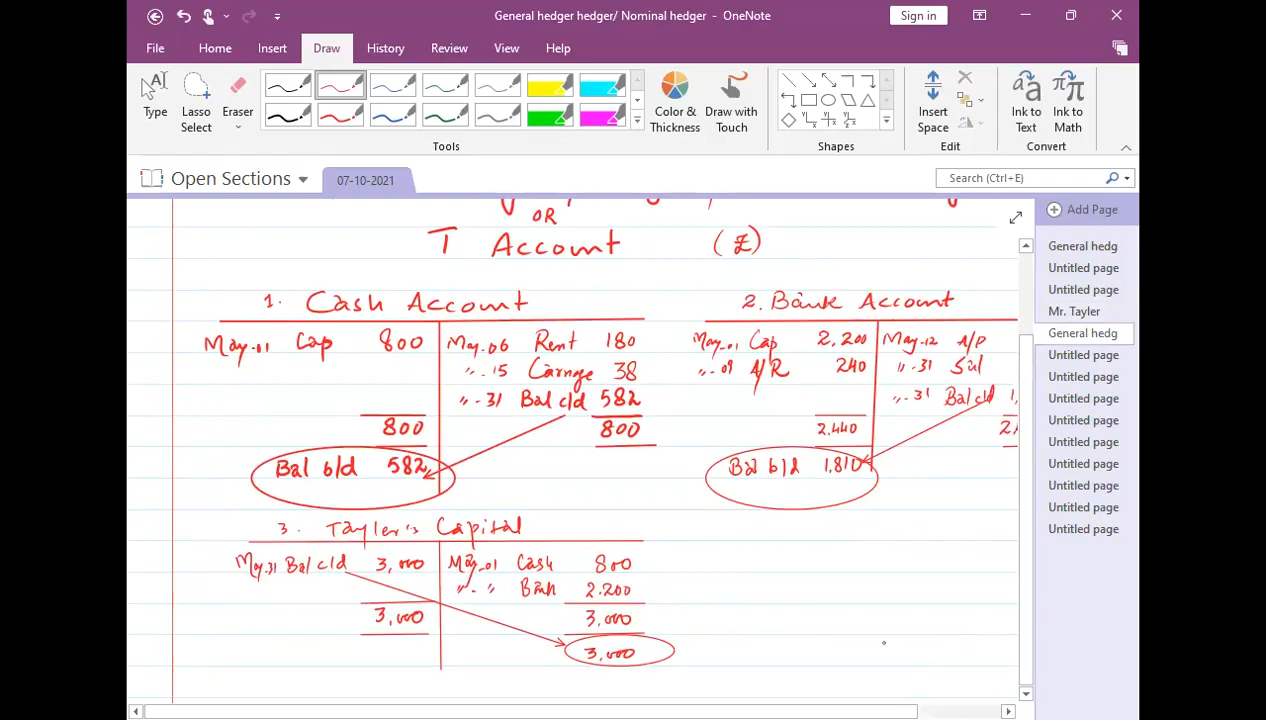 General hedger hedger/ Nominal hedger - OneNote
Sign in
File Home Insert Draw History Review View Help
Type
Lasso Select
Eraser
Color & Thickness
Draw with Touch
Insert Space
Ink to Text
Ink to Math
Tools
Shapes
Edit
Convert
Open Sections
07-10-2021
Search (Ctrl+E)
Add Page
General hedg
Untitled page
Untitled page
Mr. Tayler
General hedg
Untitled page
Untitled page
Untitled page
Untitled page
Untitled page
Untitled page
Untitled page
Untitled page
Untitled page
OR
T Account (£)
1. Cash Account
May.01 Cap 800 May.06 Rent 180
"-15 Carriage 38
"-31 Bal c/d 582
800 800
Bal b/d 582
2. Bank Account
May.01 Cap 2,200 May-12 A/P
"-09 A/R 240 "-31
"-31 Bal c/d 1,
2.440 2,
Bal b/d 1,810
3. Tayler's Capital
May.31 Bal c/d 3,000 May.01 Cash 800
"-" Bank 2.200
3,000 3,000
3,000